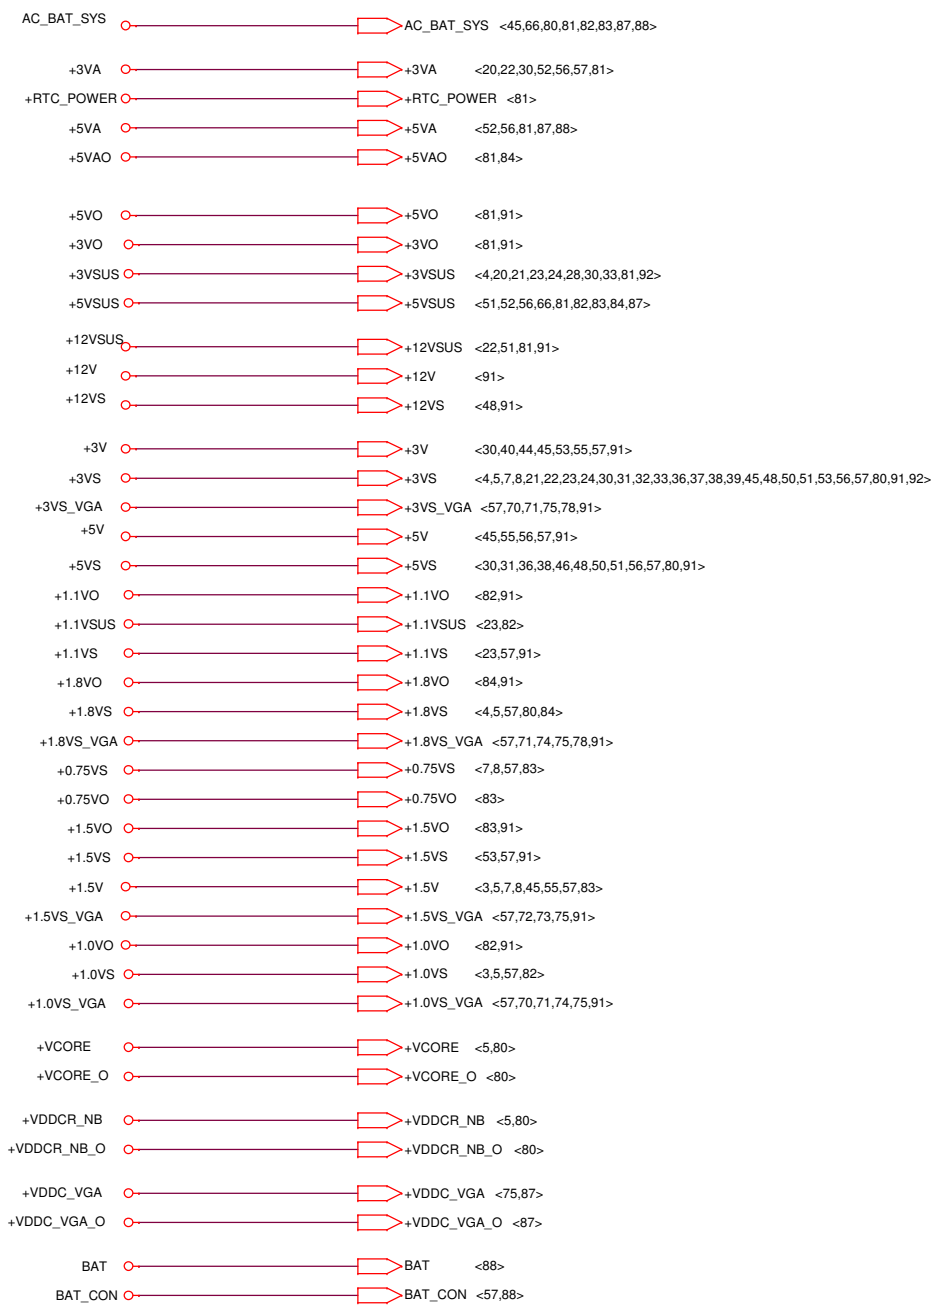 AC_BAT_SYS AC_BAT_SYS <45,66,80,81,82,83,87,88>
+3VA +3VA <20,22,30,52,56,57,81>
+RTC_POWER +RTC_POWER <81>
+5VA +5VA <52,56,81,87,88>
+5VAO +5VAO <81,84>
+5VO +5VO <81,91>
+3VO +3VO <81,91>
+3VSUS +3VSUS <4,20,21,23,24,28,30,33,81,92>
+5VSUS +5VSUS <51,52,56,66,81,82,83,84,87>
+12VSUS +12VSUS <22,51,81,91>
+12V +12V <91>
+12VS +12VS <48,91>
+3V +3V <30,40,44,45,53,55,57,91>
+3VS +3VS <4,5,7,8,21,22,23,24,30,31,32,33,36,37,38,39,45,48,50,51,53,56,57,80,91,92>
+3VS_VGA +3VS_VGA <57,70,71,75,78,91>
+5V +5V <45,55,56,57,91>
+5VS +5VS <30,31,36,38,46,48,50,51,56,57,80,91>
+1.1VO +1.1VO <82,91>
+1.1VSUS +1.1VSUS <23,82>
+1.1VS +1.1VS <23,57,91>
+1.8VO +1.8VO <84,91>
+1.8VS +1.8VS <4,5,57,80,84>
+1.8VS_VGA +1.8VS_VGA <57,71,74,75,78,91>
+0.75VS +0.75VS <7,8,57,83>
+0.75VO +0.75VO <83>
+1.5VO +1.5VO <83,91>
+1.5VS +1.5VS <53,57,91>
+1.5V +1.5V <3,5,7,8,45,55,57,83>
+1.5VS_VGA +1.5VS_VGA <57,72,73,75,91>
+1.0VO +1.0VO <82,91>
+1.0VS +1.0VS <3,5,57,82>
+1.0VS_VGA +1.0VS_VGA <57,70,71,74,75,91>
+VCORE +VCORE <5,80>
+VCORE_O +VCORE_O <80>
+VDDCR_NB +VDDCR_NB <5,80>
+VDDCR_NB_O +VDDCR_NB_O <80>
+VDDC_VGA +VDDC_VGA <75,87>
+VDDC_VGA_O +VDDC_VGA_O <87>
BAT BAT <88>
BAT_CON BAT_CON <57,88>